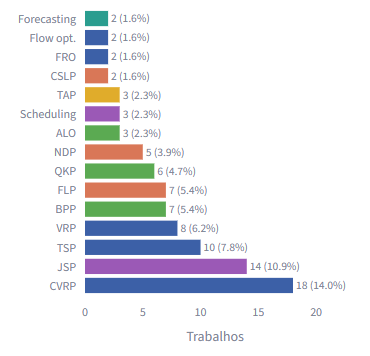 Forecasting 2 (1.6%)
Flow opt. 2 (1.6%)
FRO 2 (1.6%)
CSLP 2 (1.6%)
TAP 3 (2.3%)
Scheduling 3 (2.3%)
ALO 3 (2.3%)
NDP 5 (3.9%)
QKP 6 (4.7%)
FLP 7 (5.4%)
BPP 7 (5.4%)
VRP 8 (6.2%)
TSP 10 (7.8%)
JSP 14 (10.9%)
CVRP 18 (14.0%)
0 5 10 15 20
Trabalhos